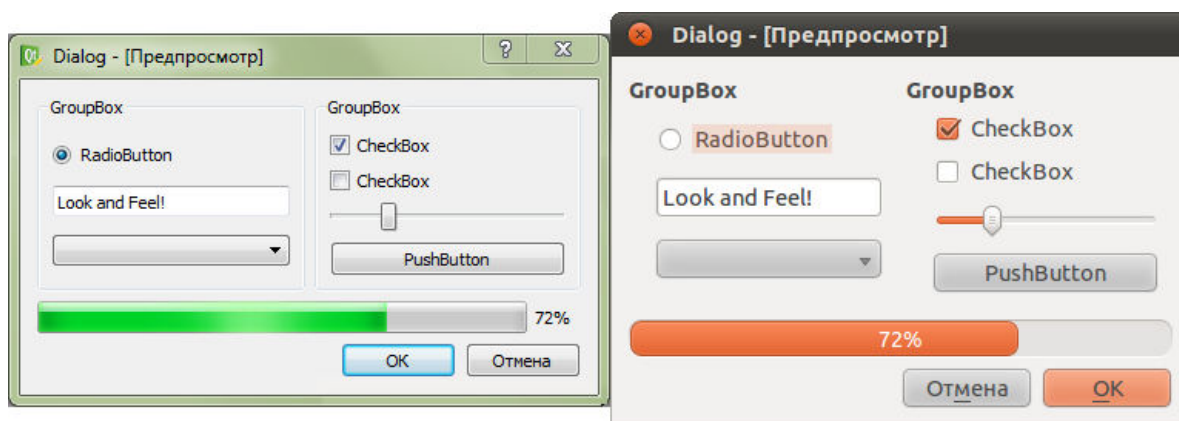 Dialog - [Предпросмотр]
GroupBox
RadioButton
Look and Feel!
GroupBox
CheckBox
CheckBox
PushButton
72%
OK
Отмена
Dialog - [Предпросмотр]
GroupBox
RadioButton
Look and Feel!
GroupBox
CheckBox
CheckBox
PushButton
72%
Отмена
OK